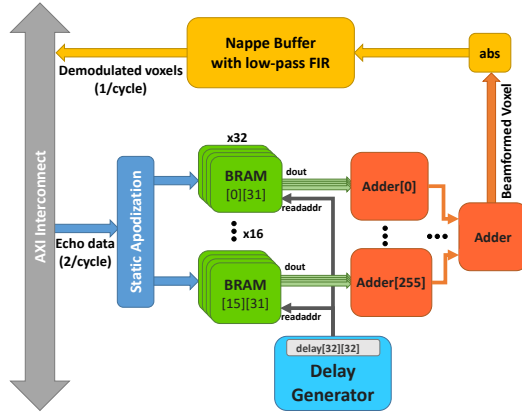 Nappe Buffer
with low-pass FIR
abs
Demodulated voxels
(1/cycle)
Beamformed Voxel
AXI Interconnect
x32
BRAM
[0][31]
dout
readaddr
Adder[0]
Static Apodization
Echo data
(2/cycle)
x16
Adder
BRAM
[15][31]
dout
readaddr
Adder[255]
delay[32][32]
Delay
Generator